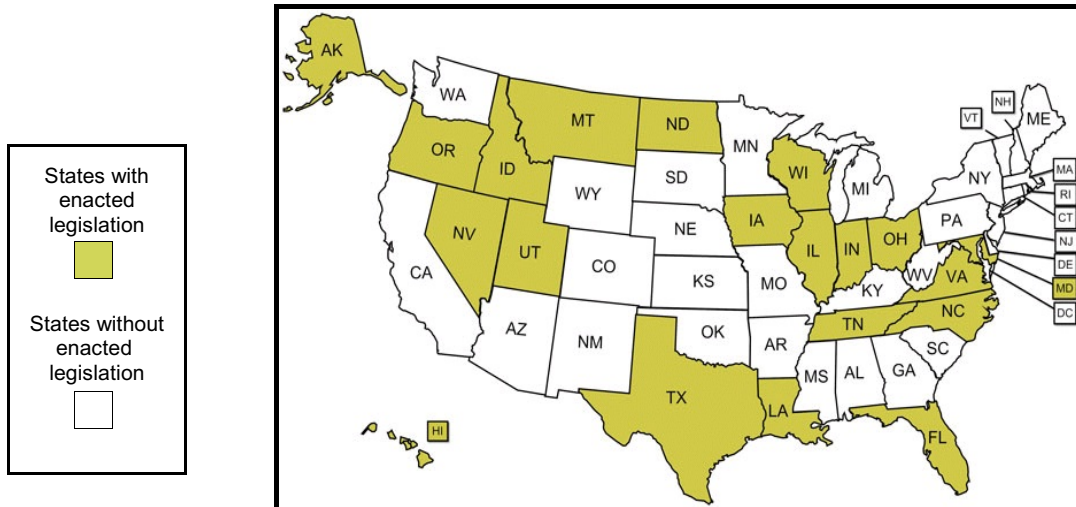 States with
enacted
legislation
States without
enacted
legislation
AK
WA
MT
ND
MN
OR
ID
WY
SD
WI
MI
NY
VT
NH
ME
MA
RI
CT
NJ
DE
MD
DC
NV
UT
CO
NE
IA
IL
IN
OH
PA
CA
KS
MO
KY
WV
VA
AZ
NM
OK
AR
TN
NC
SC
TX
LA
MS
AL
GA
FL
HI